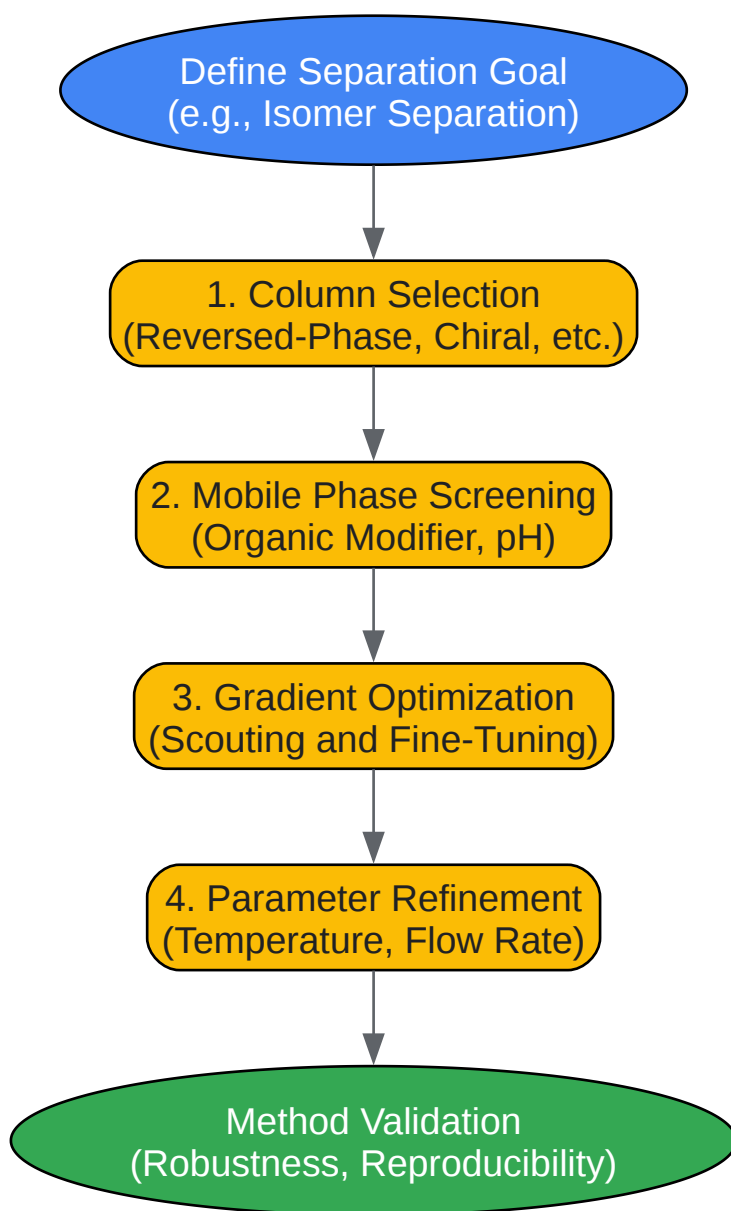 Define Separation Goal
(e.g., Isomer Separation)
1. Column Selection
(Reversed-Phase, Chiral, etc.)
2. Mobile Phase Screening
(Organic Modifier, pH)
3. Gradient Optimization
(Scouting and Fine-Tuning)
4. Parameter Refinement
(Temperature, Flow Rate)
Method Validation
(Robustness, Reproducibility)